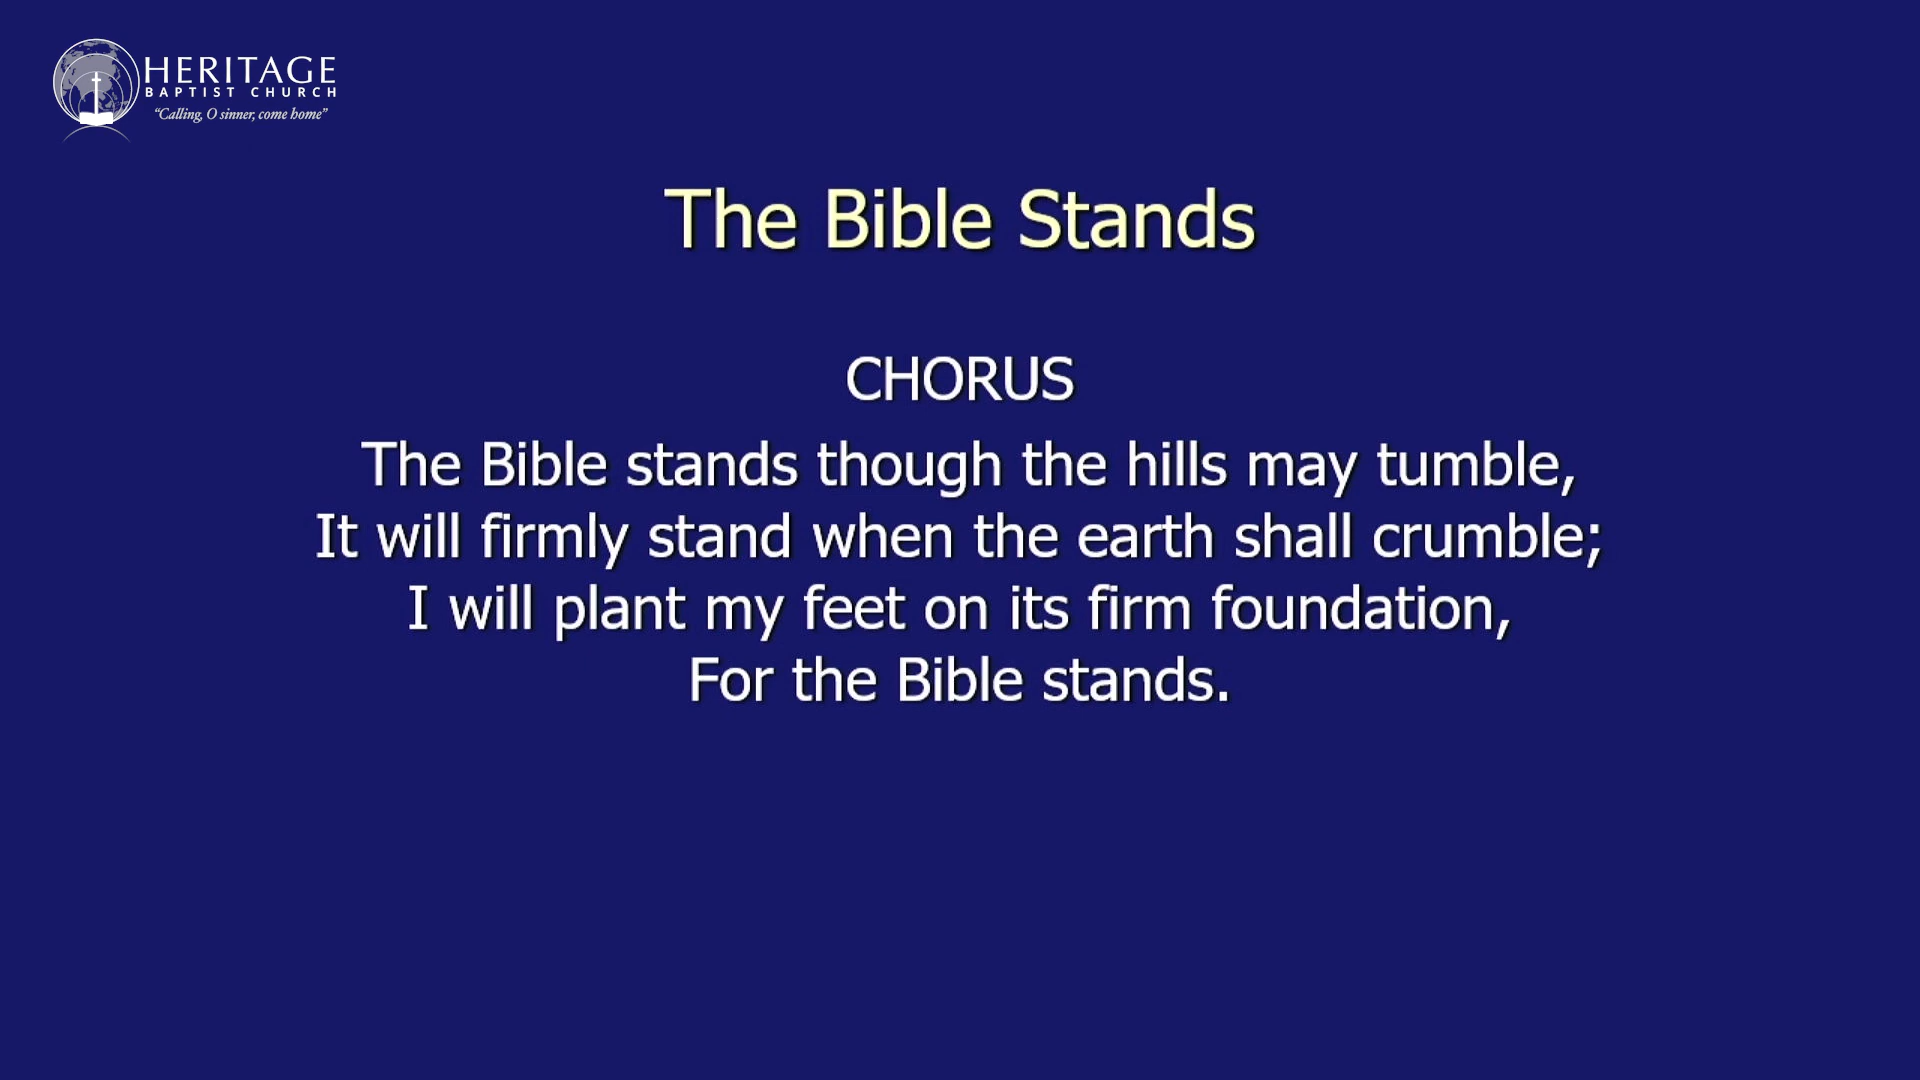 HERITAGE
BAPTIST CHURCH
“Calling, O sinner, come home”
The Bible Stands
CHORUS
The Bible stands though the hills may tumble,
It will firmly stand when the earth shall crumble;
I will plant my feet on its firm foundation,
For the Bible stands.